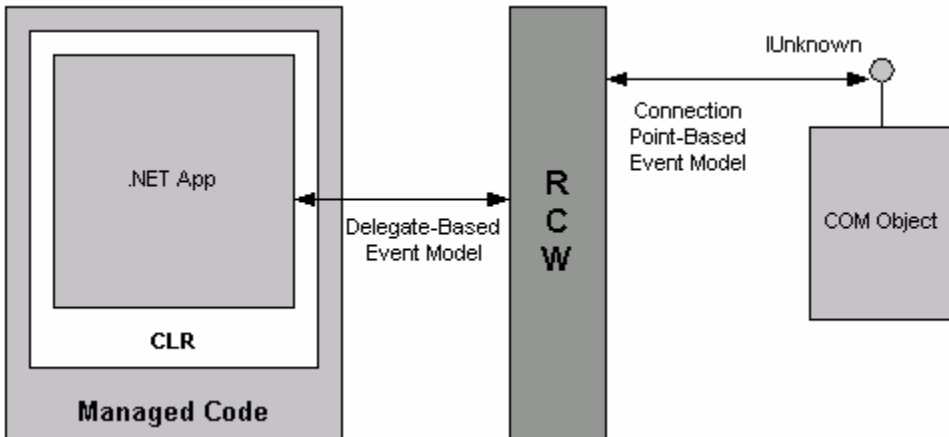 IUnknown
Connection
Point-Based
Event Model
.NET App
R
C
W
COM Object
Delegate-Based
Event Model
CLR
Managed Code